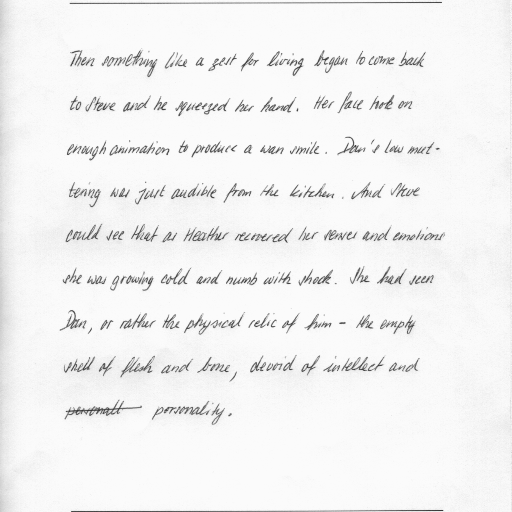 Then something like a zest for living began to come back
to Steve and he squeezed her hand. Her face took on
enough animation to produce a wan smile. Dan's low mut-
tering was just audible from the kitchen. And Steve
could see that as Heather recovered her senses and emotions
she was growing cold and numb with shock. She had seen
Dan, or rather the physical relic of him - the empty
shell of flesh and bone, devoid of intellect and
personalt personality.